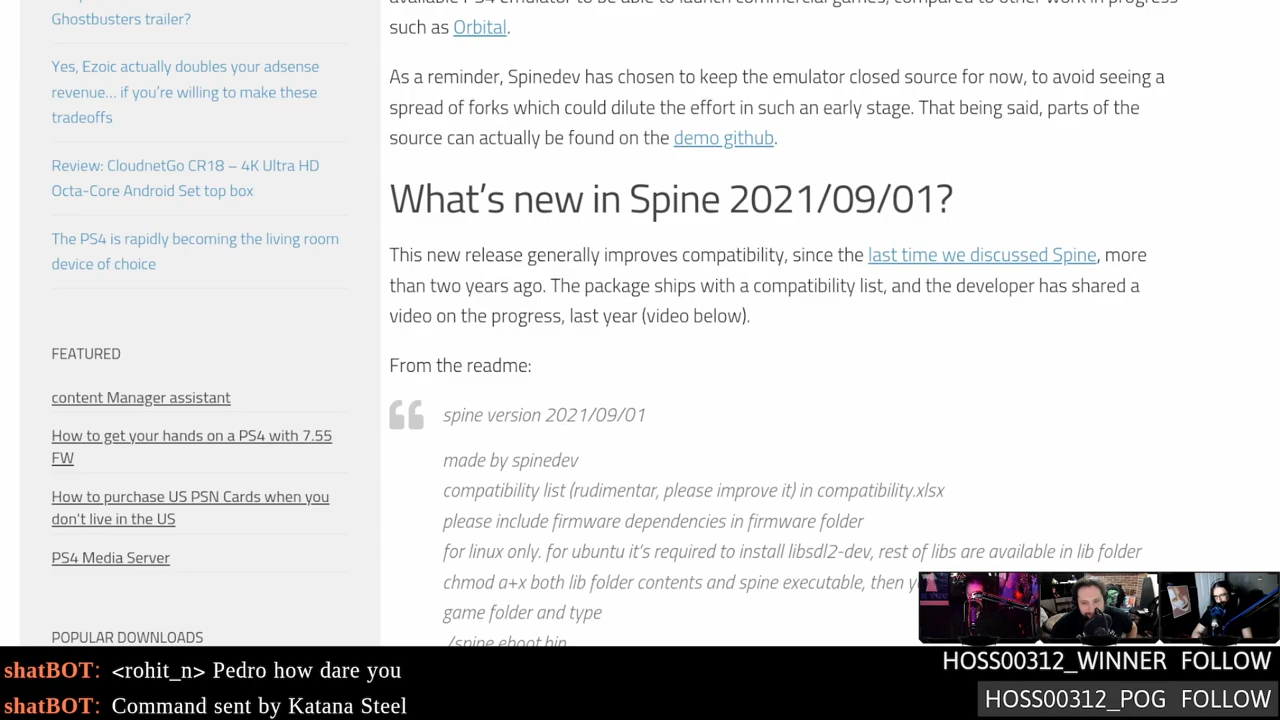 Ghostbusters trailer?
Yes, Ezoic actually doubles your adsense
revenue… if you're willing to make these
tradeoffs
Review: CloudnetGo CR18 – 4K Ultra HD
Octa-Core Android Set top box
The PS4 is rapidly becoming the living room
device of choice
FEATURED
content Manager assistant
How to get your hands on a PS4 with 7.55
FW
How to purchase US PSN Cards when you
don't live in the US
PS4 Media Server
POPULAR DOWNLOADS
available PS4 emulator to be able to launch commercial games, compared to other work in progress
such as Orbital.
As a reminder, Spinedev has chosen to keep the emulator closed source for now, to avoid seeing a
spread of forks which could dilute the effort in such an early stage. That being said, parts of the
source can actually be found on the demo github.
What's new in Spine 2021/09/01?
This new release generally improves compatibility, since the last time we discussed Spine, more
than two years ago. The package ships with a compatibility list, and the developer has shared a
video on the progress, last year (video below).
From the readme:
spine version 2021/09/01
made by spinedev
compatibility list (rudimentar, please improve it) in compatibility.xlsx
please include firmware dependencies in firmware folder
for linux only. for ubuntu it's required to install libsdl2-dev, rest of libs are available in lib folder
chmod a+x both lib folder contents and spine executable, then
game folder and type
./spine eboot.bin
shatBOT: <rohit_n> Pedro how dare you
shatBOT: Command sent by Katana Steel
HOSS00312_WINNER FOLLOW
HOSS00312_POG FOLLOW